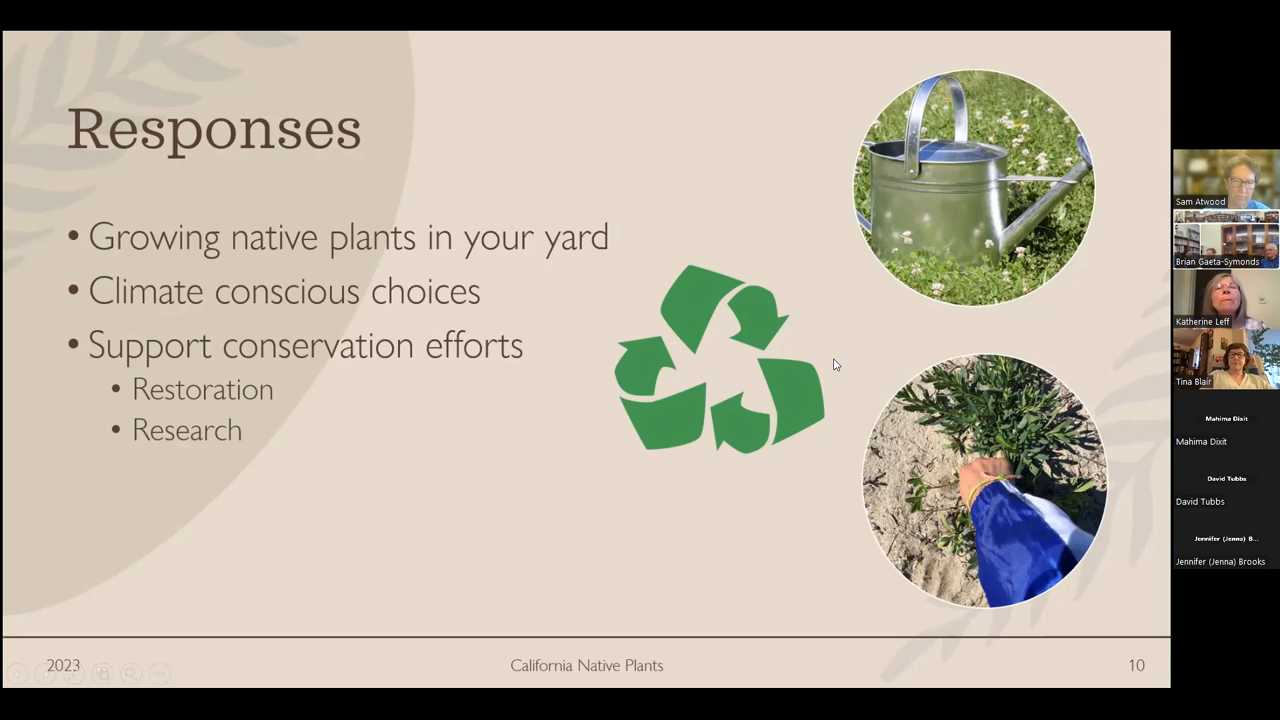 Responses
• Growing native plants in your yard
• Climate conscious choices
• Support conservation efforts
• Restoration
• Research
2023
California Native Plants
10
Sam Atwood
Brian Gaeta-Symonds
Katherine Leff
Tina Blair
Mahima Dixit
Mahima Dixit
David Tubbs
David Tubbs
Jennifer (Jenna) B...
Jennifer (Jenna) Brooks